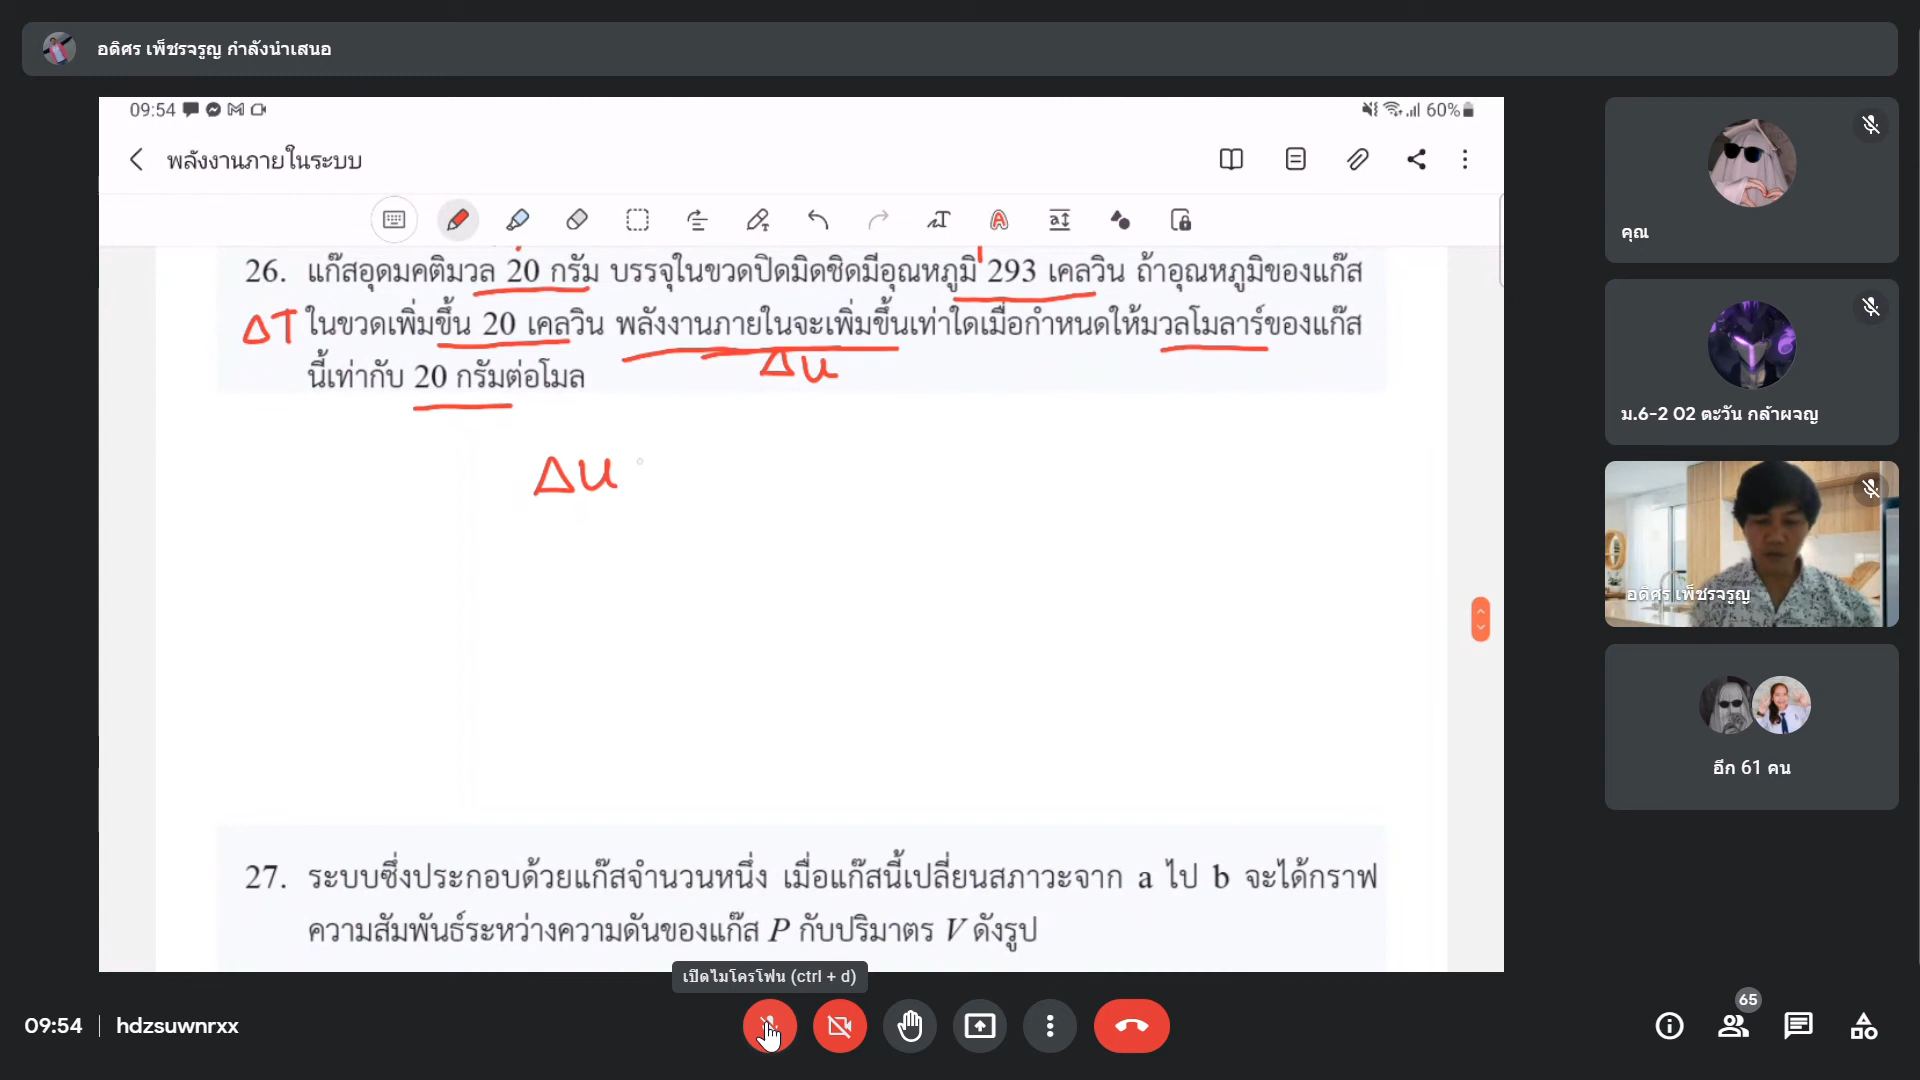 อดิศร เพ็ชรจรูญ กำลังนำเสนอ
09:54
60%
พลังงานภายในระบบ
26. แก๊สอุดมคติมวล 20 กรัม บรรจุในขวดปิดมิดชิดมีอุณหภูมิ 293 เคลวิน ถ้าอุณหภูมิของแก๊ส
ΔT ในขวดเพิ่มขึ้น 20 เคลวิน พลังงานภายในจะเพิ่มขึ้นเท่าใดเมื่อกำหนดให้มวลโมลาร์ของแก๊ส
ΔU
นี้เท่ากับ 20 กรัมต่อโมล
ΔU
27. ระบบซึ่งประกอบด้วยแก๊สจำนวนหนึ่ง เมื่อแก๊สนี้เปลี่ยนสภาวะจาก a ไป b จะได้กราฟ
ความสัมพันธ์ระหว่างความดันของแก๊ส P กับปริมาตร V ดังรูป
คุณ
ม.6-2 02 ตะวัน กล้าผจญ
อดิศร เพ็ชรจรูญ
อีก 61 คน
เปิดไมโครโฟน (ctrl + d)
09:54 | hdzsuwnrxx
65